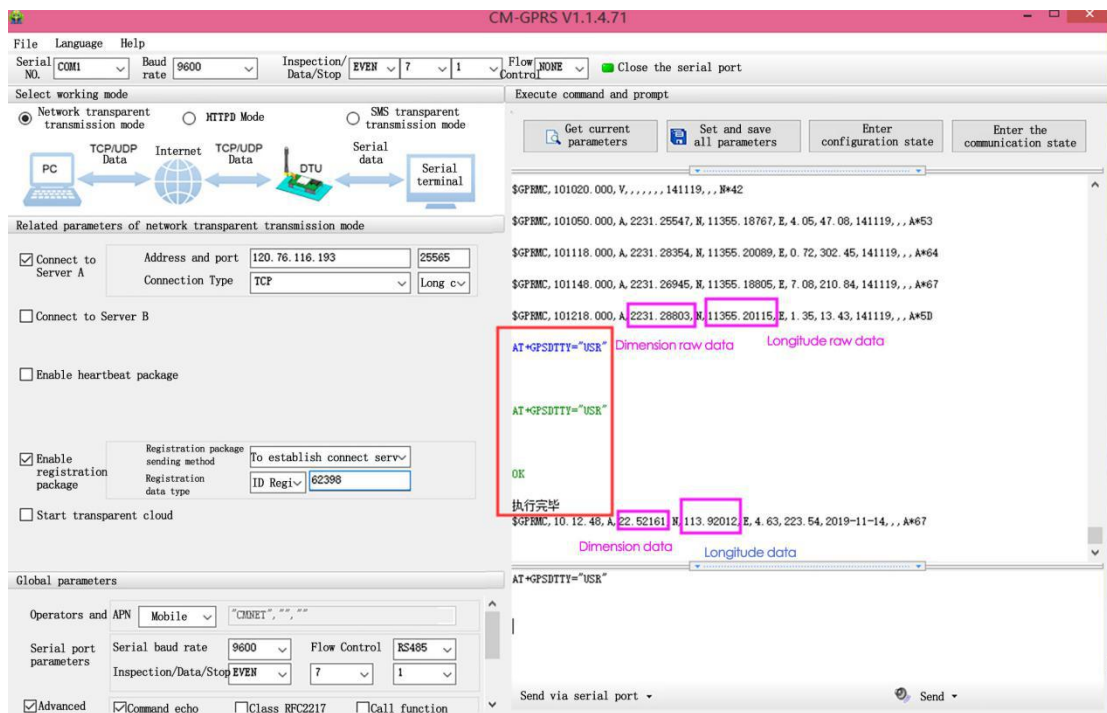 CM-GPRS V1.1.4.71
File Language Help
Serial NO. COM1 Baud rate 9600 Inspection/ Data/Stop EVEN 7 1 Flow Control NONE Close the serial port
Select working mode
Network transparent transmission mode
HTTPD Mode
SMS transparent transmission mode
TCP/UDP Data
Internet
TCP/UDP Data
Serial data
PC
DTU
Serial terminal
Related parameters of network transparent transmission mode
Connect to Server A
Address and port 120.76.116.193 25565
Connection Type TCP Long c
Connect to Server B
Enable heartbeat package
Enable registration package
Registration package sending method To establish connect serv
Registration data type ID Regi 62398
Start transparent cloud
Global parameters
Operators and APN Mobile "CMNET","",""
Serial port parameters
Serial baud rate 9600 Flow Control RS485
Inspection/Data/Stop EVEN 7 1
Advanced Command echo Class RFC2217 Call function
Execute command and prompt
Get current parameters
Set and save all parameters
Enter configuration state
Enter the communication state
$GPRMC,101020.000,V,,,,,,,141119,,,N*42
$GPRMC,101050.000,A,2231.25547,N,11355.18767,E,4.05,47.08,141119,,,A*53
$GPRMC,101118.000,A,2231.28354,N,11355.20089,E,0.72,302.45,141119,,,A*64
$GPRMC,101148.000,A,2231.26945,N,11355.18805,E,7.08,210.84,141119,,,A*67
$GPRMC,101218.000,A,2231.28803,N,11355.20115,E,1.35,13.43,141119,,,A*5D
AT+GPSDTTY="USR" Dimension raw data Longitude raw data
AT+GPSDTTY="USR"
OK
执行完毕
$GPRMC,10.12.48,A,22.52161,N,113.92012,E,4.63,223.54,2019-11-14,,,A*67
Dimension data Longitude data
AT+GPSDTTY="USR"
Send via serial port Send